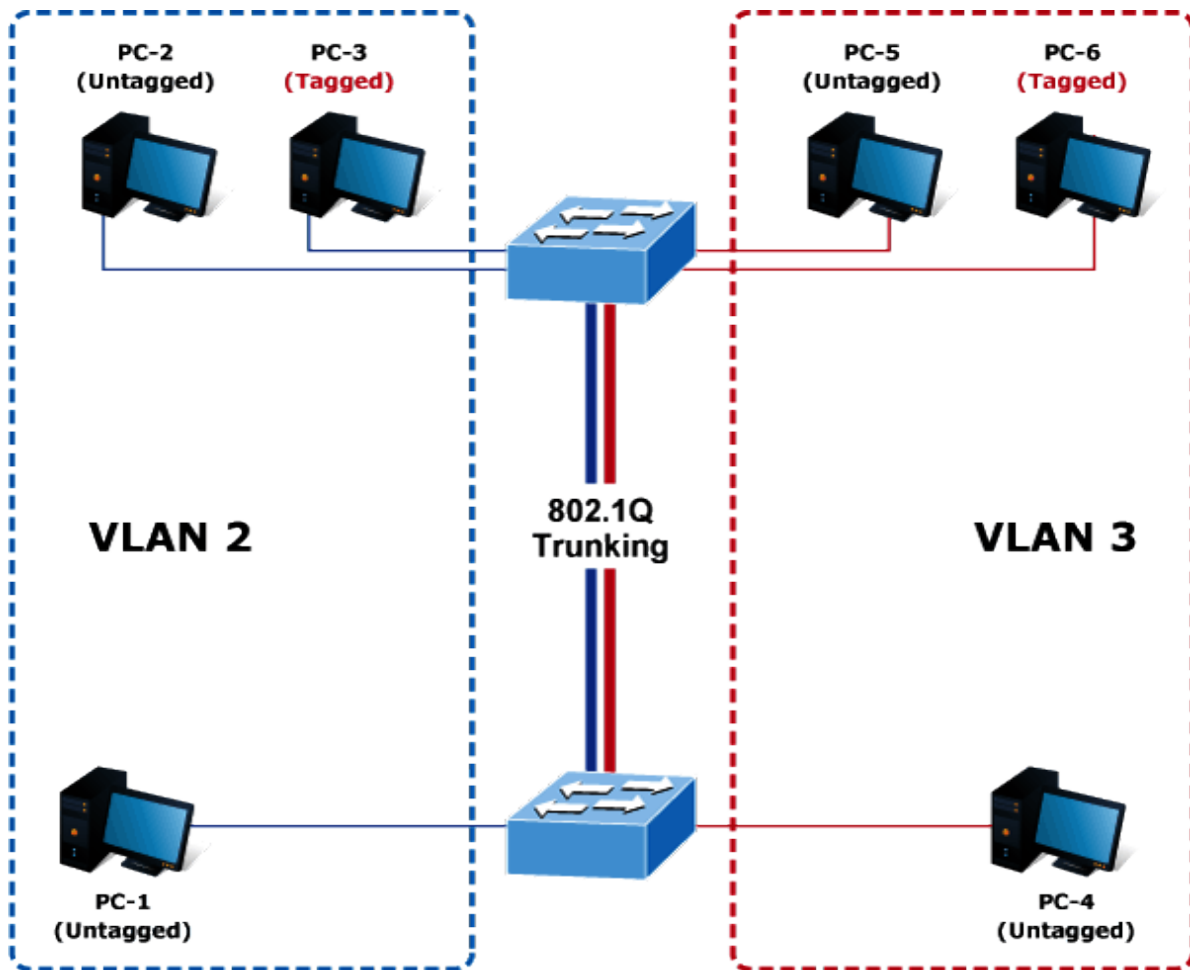 PC-2
(Untagged)
PC-3
(Tagged)
PC-5
(Untagged)
PC-6
(Tagged)
802.1Q
Trunking
VLAN 2
VLAN 3
PC-1
(Untagged)
PC-4
(Untagged)